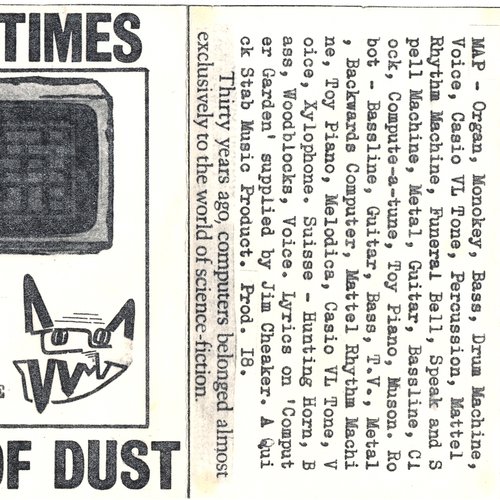 TIMES
OF DUST
MAP - Organ, Monokey, Bass, Drum Machine,
Voice, Casio VL Tone, Percussion, Mattel
Rhythm Machine, Funeral Bell, Speak and S
pell Machine, Metal, Guitar, Bassline, Cl
ock, Compute-a-tune, Toy Piano, Muson. Ro
bot - Bassline, Guitar, Bass, T.V., Metal
, Backwards Computer, Mattel Rhythm Machi
ne, Toy Piano, Melodica, Casio VL Tone, V
oice, Xylophone. Suisse - Hunting Horn, B
ass, Woodblocks, Voice. Lyrics on 'Comput
er Garden' supplied by Jim Cheaker. A Qui
ck Stab Music Product. Prod. I8.
Thirty years ago, computers belonged almost
exclusively to the world of science-fiction.